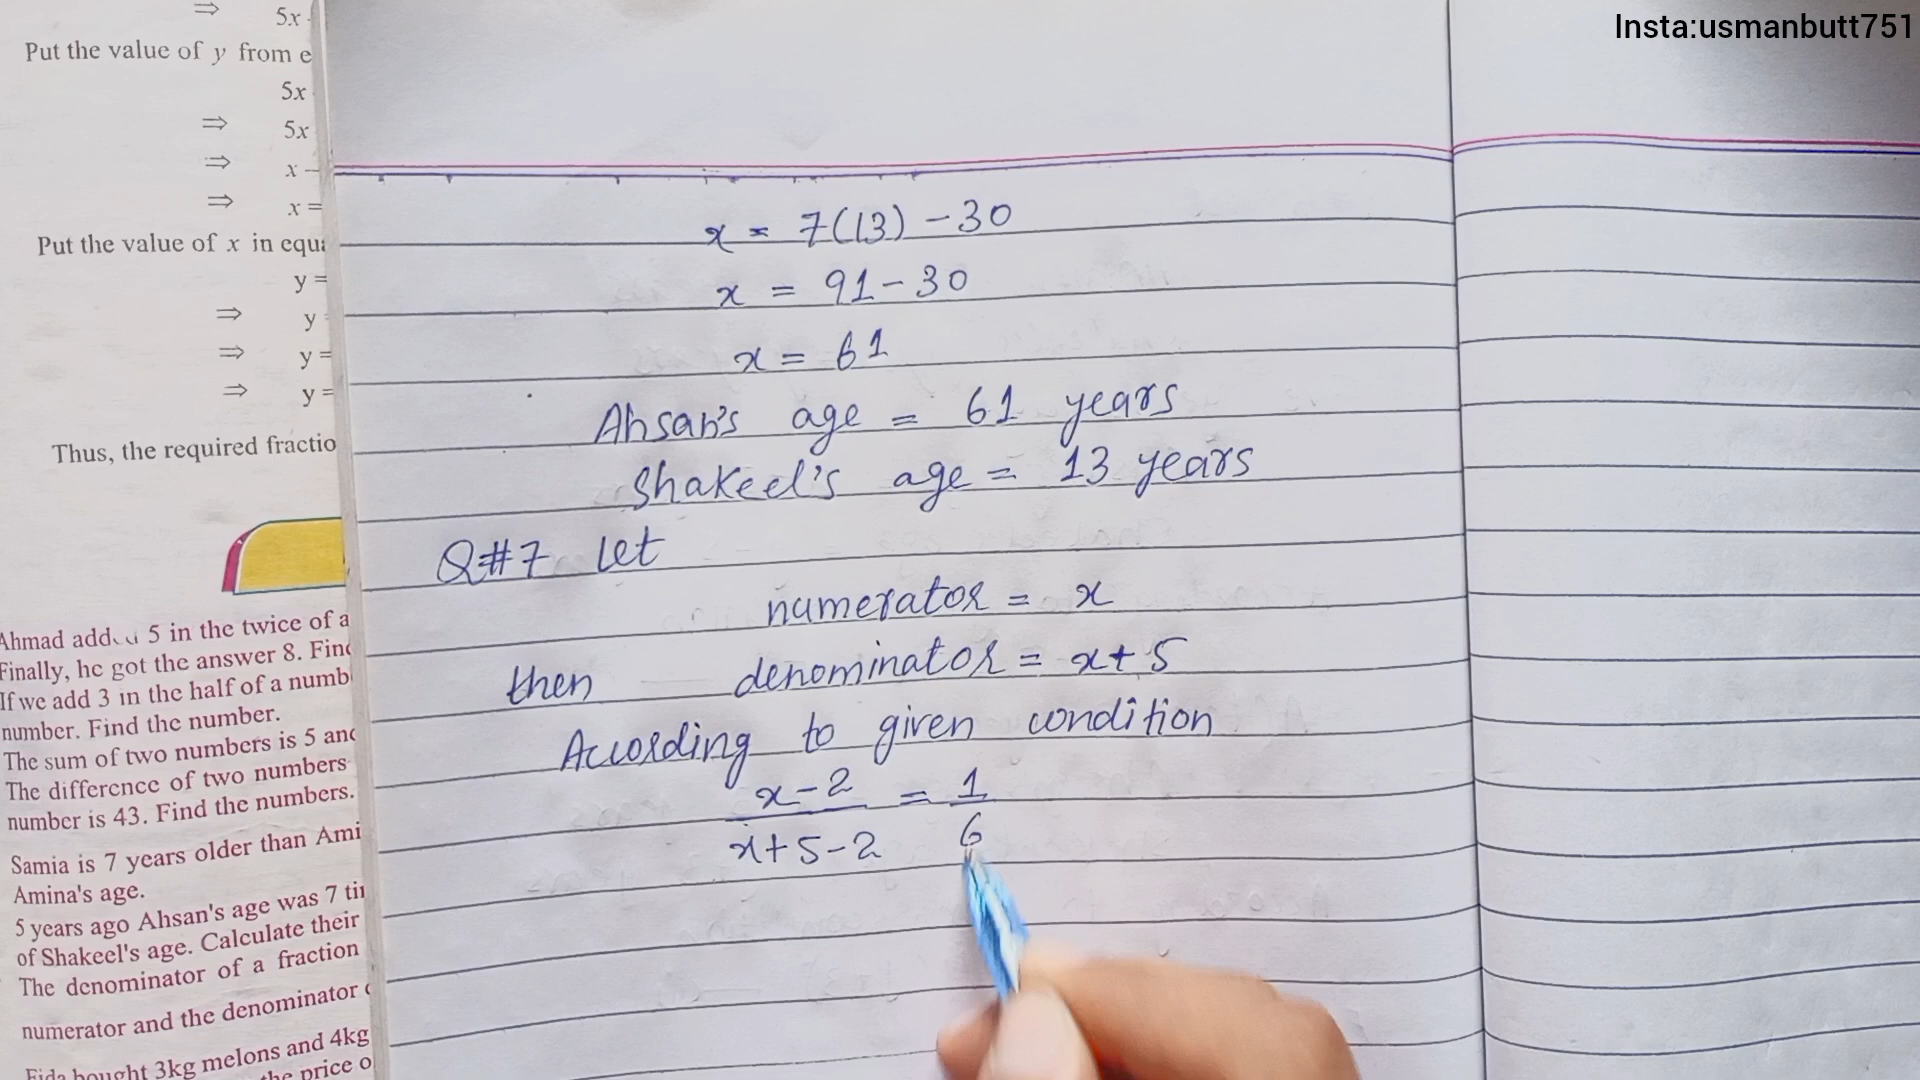 Insta:usmanbutt751
⇒ 5x
Put the value of y from e
5x
⇒ 5x
⇒ x –
⇒ x =
Put the value of x in equa
y =
⇒ y
⇒ y =
⇒ y =
Thus, the required fractio
Ahmad added 5 in the twice of a
Finally, he got the answer 8. Find
If we add 3 in the half of a numb
number. Find the number.
The sum of two numbers is 5 and
The difference of two numbers
number is 43. Find the numbers.
Samia is 7 years older than Ami
Amina's age.
5 years ago Ahsan's age was 7 ti
of Shakeel's age. Calculate their
The denominator of a fraction
numerator and the denominator
Fida bought 3kg melons and 4kg
the price o
x = 7(13) - 30
x = 91 - 30
x = 61
Ahsan's age = 61 years
Shakeel's age = 13 years
Q#7 Let
numerator = x
then denominator = x+5
According to given condition
x-2 = 1
x+5-2 6